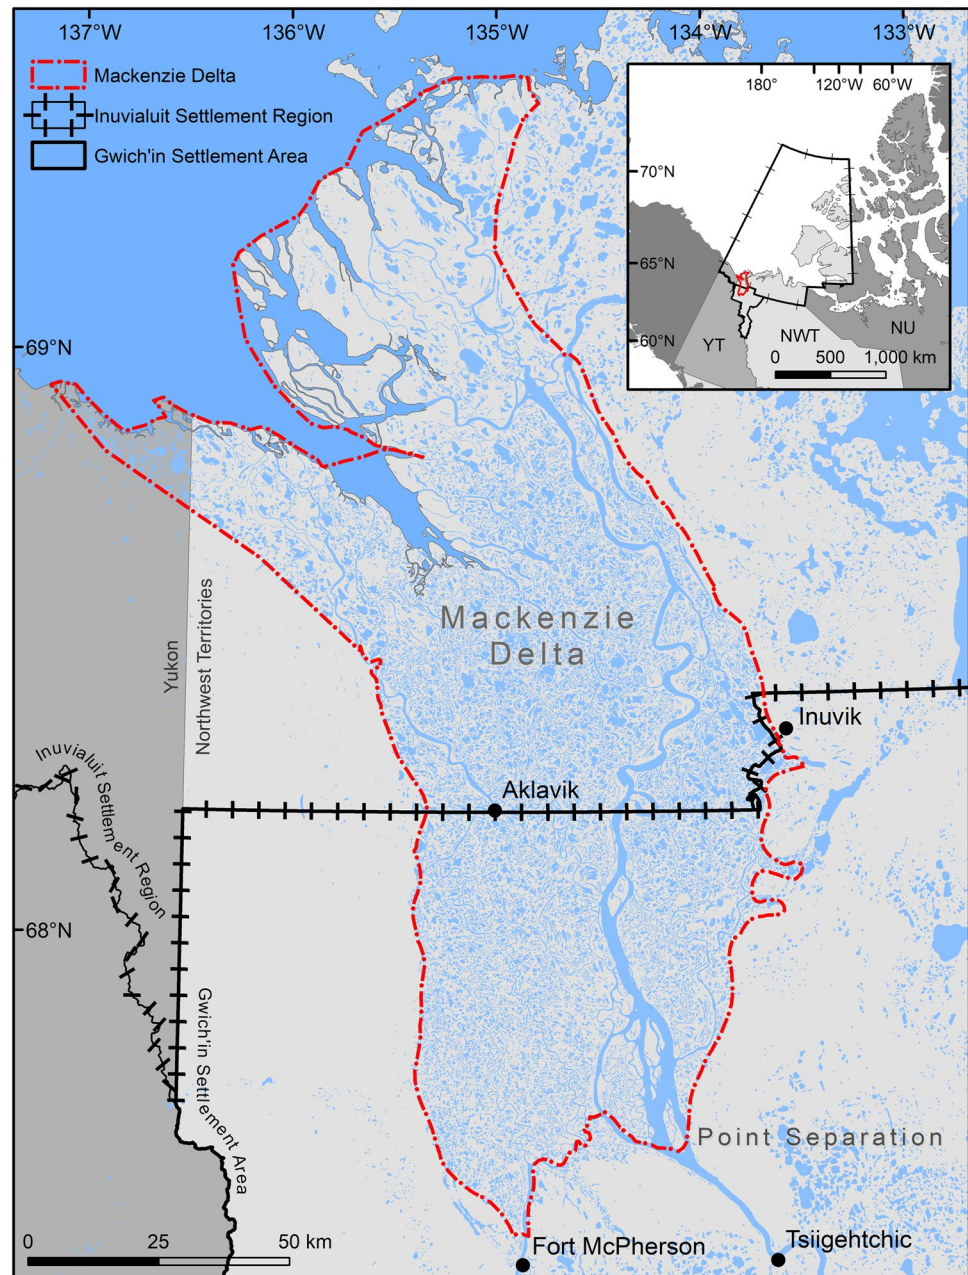 137°W 136°W 135°W 134°W 133°W
Mackenzie Delta
Inuvialuit Settlement Region
Gwich'in Settlement Area
180° 120°W 60°W
70°N
65°N
60°N
YT
NWT
NU
0 500 1,000 km
69°N
Mackenzie
Delta
Yukon
Northwest Territories
Inuvik
Inuvialuit Settlement Region
Aklavik
68°N
Gwich'in Settlement Area
Point Separation
0 25 50 km
Fort McPherson
Tsiigehtchic